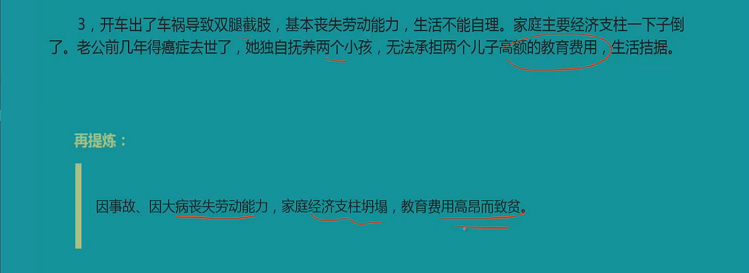 3，开车出了车祸导致双腿截肢，基本丧失劳动能力，生活不能自理。家庭主要经济支柱一下子倒
了。老公前几年得癌症去世了，她独自抚养两个小孩，无法承担两个儿子高额的教育费用，生活拮据。
再提炼：
因事故、因大病丧失劳动能力，家庭经济支柱坍塌，教育费用高昂而致贫。